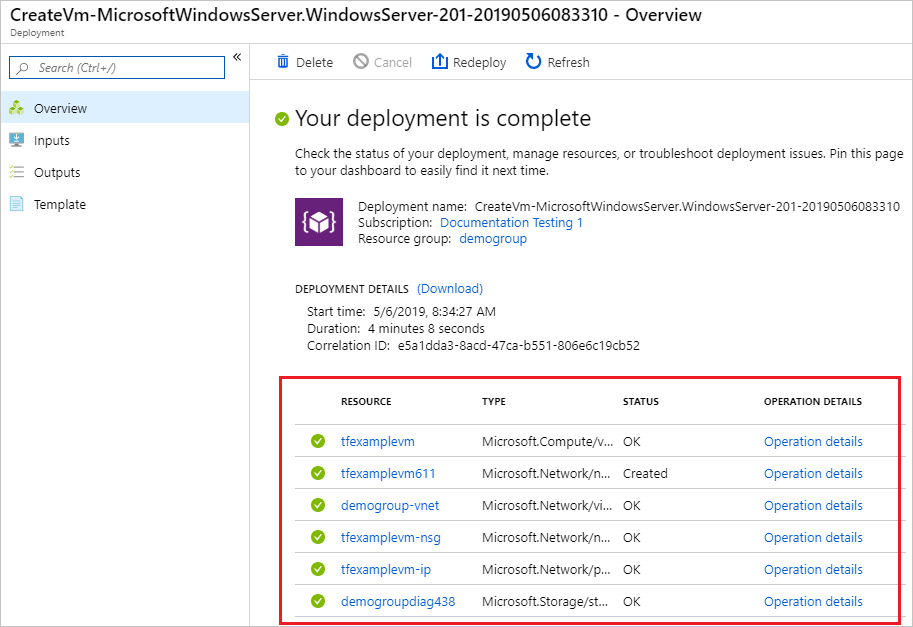 CreateVm-MicrosoftWindowsServer.WindowsServer-201-20190506083310 - Overview
Deployment
Search (Ctrl+/)
«
Overview
Inputs
Outputs
Template
Delete Cancel Redeploy Refresh
Your deployment is complete
Check the status of your deployment, manage resources, or troubleshoot deployment issues. Pin this page
to your dashboard to easily find it next time.
Deployment name: CreateVm-MicrosoftWindowsServer.WindowsServer-201-20190506083310
Subscription: Documentation Testing 1
Resource group: demogroup
DEPLOYMENT DETAILS (Download)
Start time: 5/6/2019, 8:34:27 AM
Duration: 4 minutes 8 seconds
Correlation ID: e5a1dda3-8acd-47ca-b551-806e6c19cb52
RESOURCE TYPE STATUS OPERATION DETAILS
tfexamplevm Microsoft.Compute/v... OK Operation details
tfexamplevm611 Microsoft.Network/n... Created Operation details
demogroup-vnet Microsoft.Network/vi... OK Operation details
tfexamplevm-nsg Microsoft.Network/n... OK Operation details
tfexamplevm-ip Microsoft.Network/p... OK Operation details
demogroupdiag438 Microsoft.Storage/st... OK Operation details